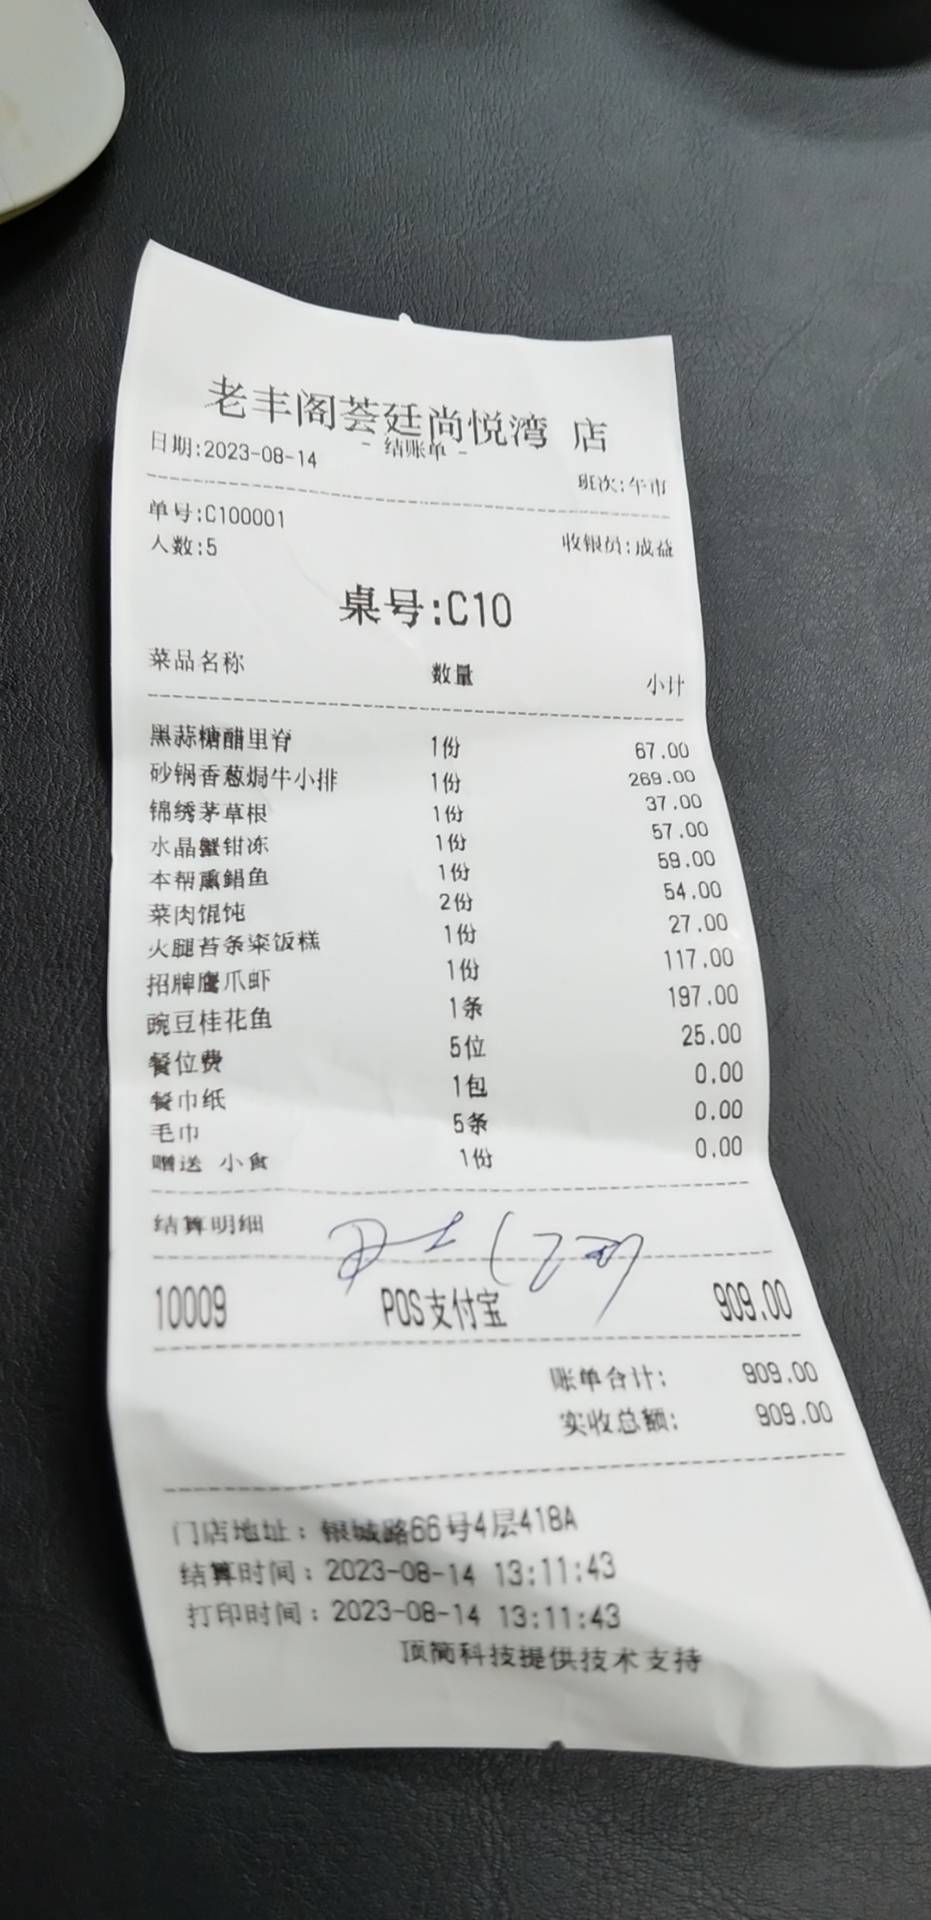 老丰阁荟廷尚悦湾 店
- 结账单 -
日期:2023-08-14 班次:午市
单号:C100001
人数:5 收银员:成益
桌号:C10
菜品名称 数量 小计
黑蒜糖醋里脊 1份 67.00
砂锅香葱焗牛小排 1份 269.00
锦绣茅草根 1份 37.00
水晶蟹钳冻 1份 57.00
本帮熏鲳鱼 1份 59.00
菜肉馄饨 2份 54.00
火腿苔条粢饭糕 1份 27.00
招牌鹰爪虾 1份 117.00
豌豆桂花鱼 1条 197.00
餐位费 5位 25.00
餐巾纸 1包 0.00
毛巾 5条 0.00
赠送 小食 1份 0.00
结算明细
10009 POS支付宝 909.00
账单合计: 909.00
实收总额: 909.00
门店地址: 银城路66号4层418A
结算时间: 2023-08-14 13:11:43
打印时间: 2023-08-14 13:11:43
顶简科技提供技术支持